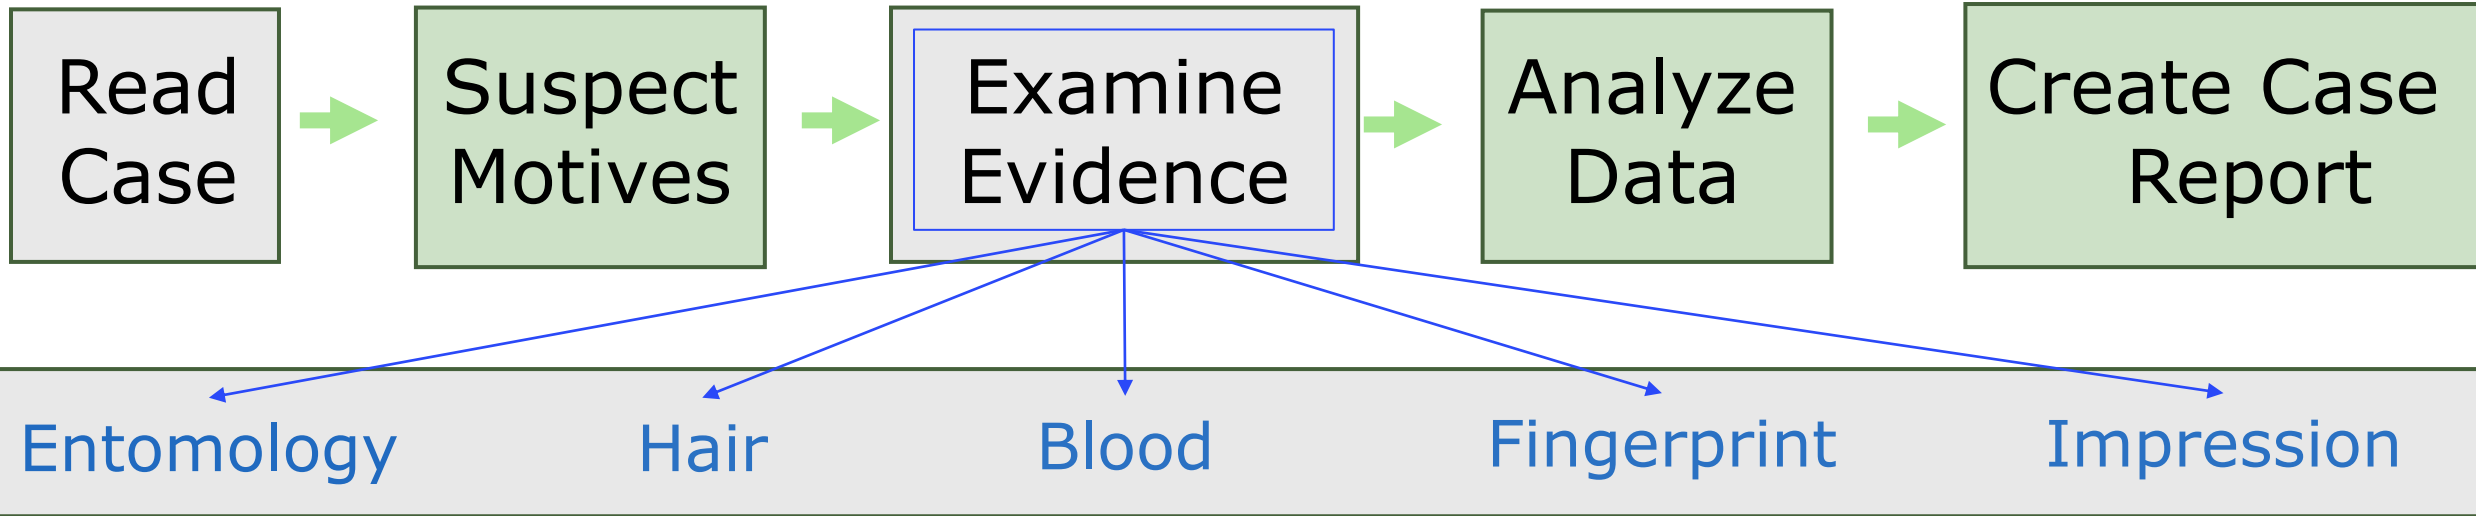 Read
Case
Suspect
Motives
Examine
Evidence
Analyze
Data
Create Case
Report
Entomology
Hair
Blood
Fingerprint
Impression